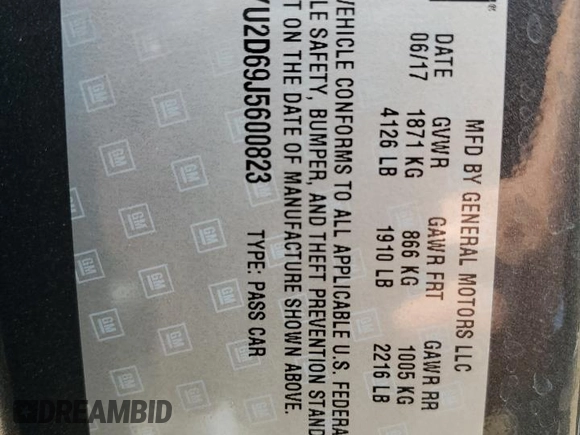 MFD BY GENERAL MOTORS LLC
DATE GVWR GAWR FRT GAWR RR
06/17 1871 KG 866 KG 1005 KG
4126 LB 1910 LB 2216 LB
VEHICLE CONFORMS TO ALL APPLICABLE U.S. FEDERA
LE SAFETY, BUMPER, AND THEFT PREVENTION STAND
T ON THE DATE OF MANUFACTURE SHOWN ABOVE.
YU2D69J5600823 TYPE: PASS CAR
GM
DREAMBID